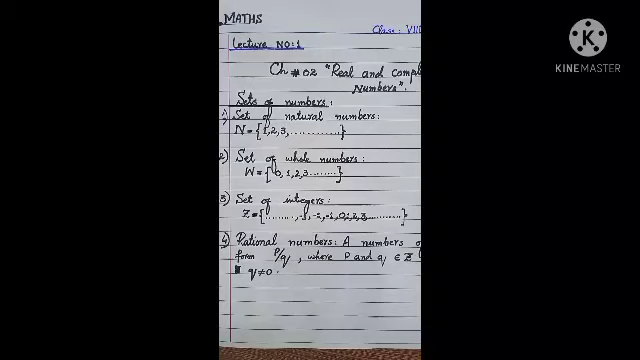 MATHS
Class: VIII
KINEMASTER
Lecture NO:1
Ch # 02 "Real and compl
Numbers".
Sets of numbers:
1) Set of natural numbers:
N = {1,2,3,...........}
2) Set of whole numbers:
W = {0, 1, 2, 3........}
3) Set of integers:
Z = {........,-3,-2,-1,0,1,2,3,.........}
4) Rational numbers: A numbers o
form P/q, where P and q ∈ Z
q≠0.